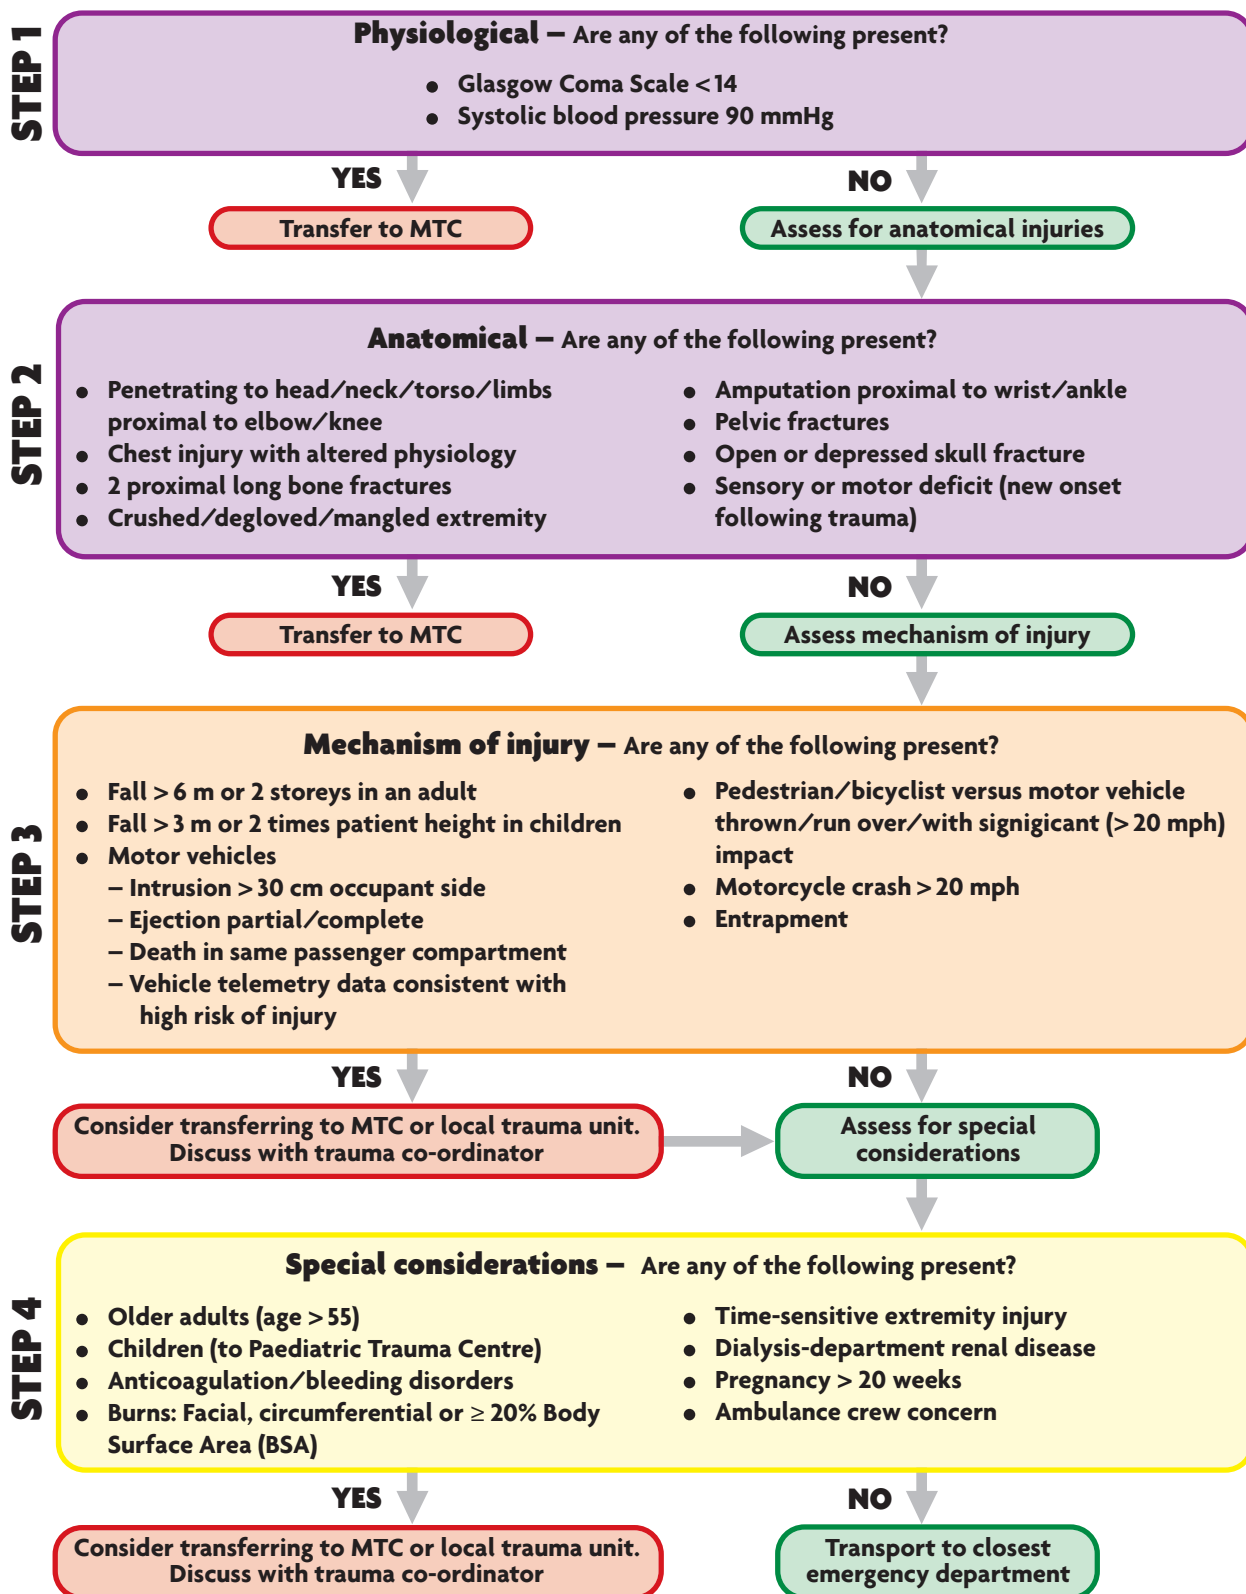 STEP 1
Physiological – Are any of the following present?
● Glasgow Coma Scale < 14
● Systolic blood pressure 90 mmHg
YES
NO
Transfer to MTC
Assess for anatomical injuries
STEP 2
Anatomical – Are any of the following present?
● Penetrating to head/neck/torso/limbs
proximal to elbow/knee
● Chest injury with altered physiology
● 2 proximal long bone fractures
● Crushed/degloved/mangled extremity
● Amputation proximal to wrist/ankle
● Pelvic fractures
● Open or depressed skull fracture
● Sensory or motor deficit (new onset
following trauma)
YES
NO
Transfer to MTC
Assess mechanism of injury
STEP 3
Mechanism of injury – Are any of the following present?
● Fall > 6 m or 2 storeys in an adult
● Fall > 3 m or 2 times patient height in children
● Motor vehicles
– Intrusion > 30 cm occupant side
– Ejection partial/complete
– Death in same passenger compartment
– Vehicle telemetry data consistent with
high risk of injury
● Pedestrian/bicyclist versus motor vehicle
thrown/run over/with signigicant (> 20 mph)
impact
● Motorcycle crash > 20 mph
● Entrapment
YES
NO
Consider transferring to MTC or local trauma unit.
Discuss with trauma co-ordinator
Assess for special
considerations
STEP 4
Special considerations – Are any of the following present?
● Older adults (age > 55)
● Children (to Paediatric Trauma Centre)
● Anticoagulation/bleeding disorders
● Burns: Facial, circumferential or ≥ 20% Body
Surface Area (BSA)
● Time-sensitive extremity injury
● Dialysis-department renal disease
● Pregnancy > 20 weeks
● Ambulance crew concern
YES
NO
Consider transferring to MTC or local trauma unit.
Discuss with trauma co-ordinator
Transport to closest
emergency department